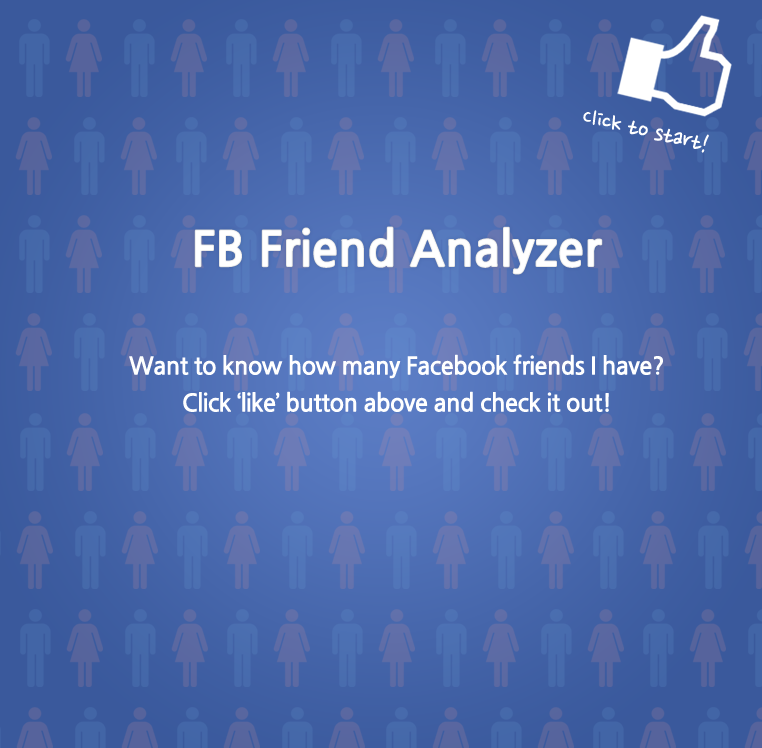 click to start!
FB Friend Analyzer
Want to know how many Facebook friends I have?
Click ‘like’ button above and check it out!